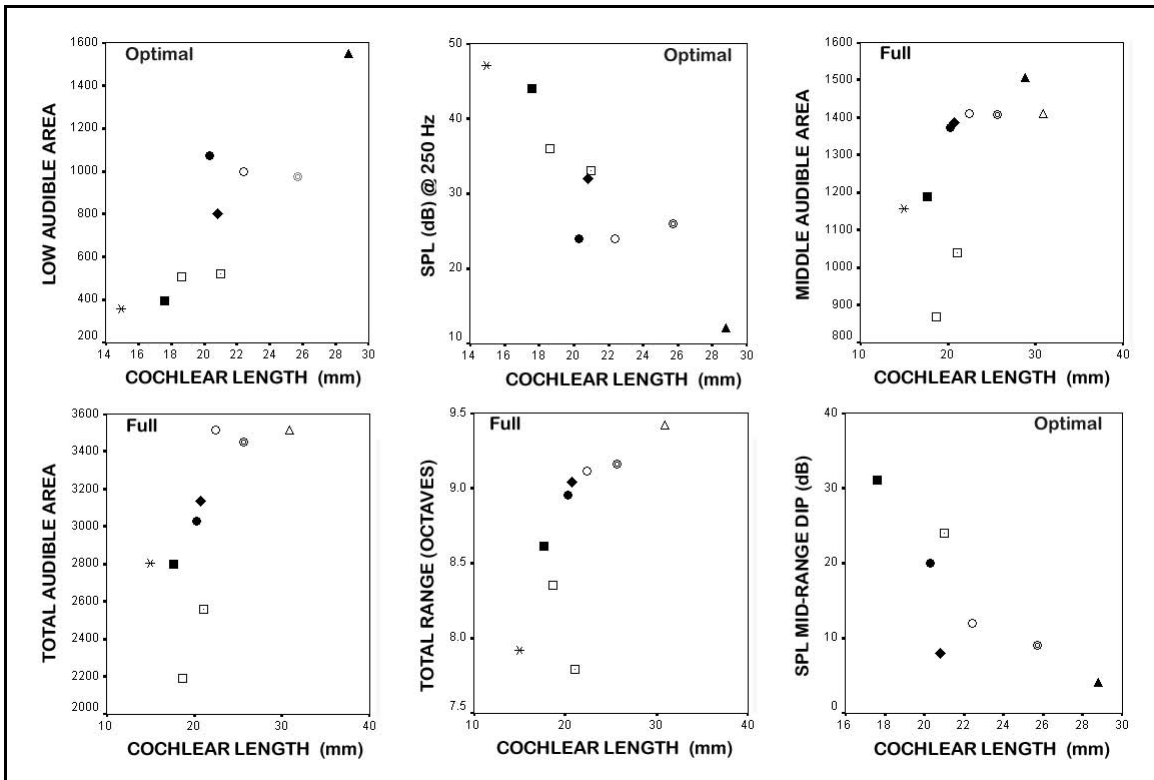 Optimal
LOW AUDIBLE AREA
1600
1400
1200
1000
800
600
400
200
14 16 18 20 22 24 26 28 30
COCHLEAR LENGTH (mm)
Optimal
SPL (dB) @ 250 Hz
50
40
30
20
10
14 16 18 20 22 24 26 28 30
COCHLEAR LENGTH (mm)
Full
MIDDLE AUDIBLE AREA
1600
1500
1400
1300
1200
1100
1000
900
800
10 20 30 40
COCHLEAR LENGTH (mm)
Full
TOTAL AUDIBLE AREA
3600
3400
3200
3000
2800
2600
2400
2200
2000
10 20 30 40
COCHLEAR LENGTH (mm)
Full
TOTAL RANGE (OCTAVES)
9.5
9.0
8.5
8.0
7.5
10 20 30 40
COCHLEAR LENGTH (mm)
Optimal
SPL MID-RANGE DIP (dB)
40
30
20
10
0
16 18 20 22 24 26 28 30
COCHLEAR LENGTH (mm)